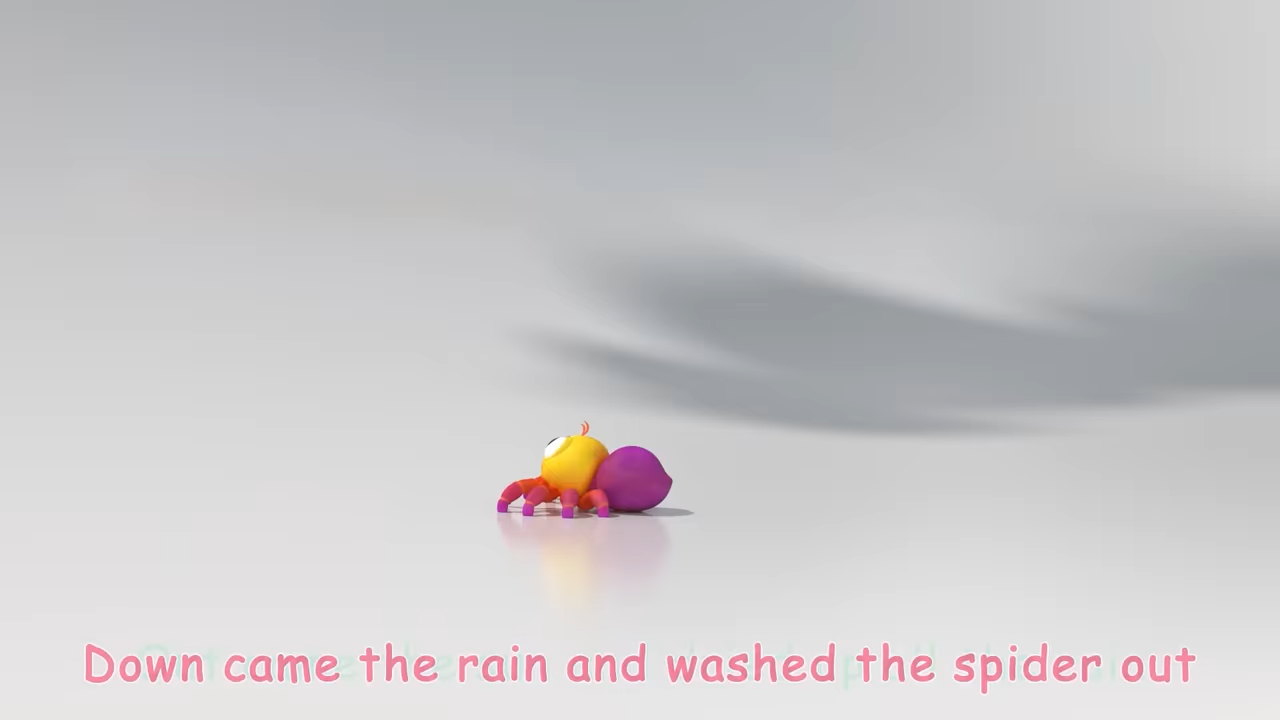 Down came the rain and washed the spider out